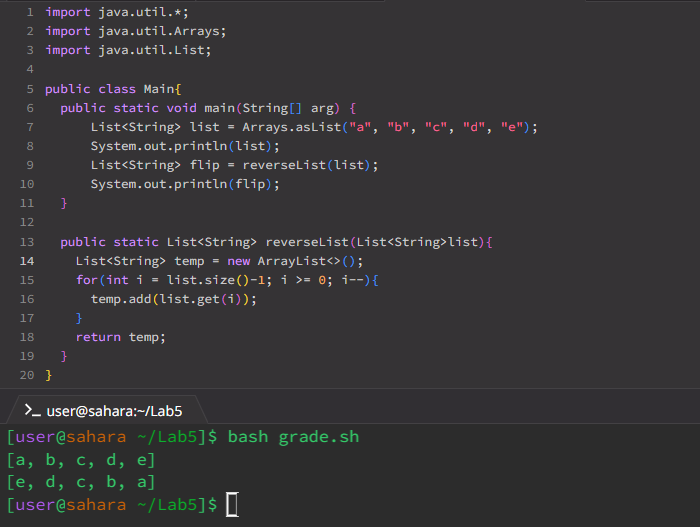 1 import java.util.*;
2 import java.util.Arrays;
3 import java.util.List;
4
5 public class Main{
6   public static void main(String[] arg) {
7       List<String> list = Arrays.asList("a", "b", "c", "d", "e");
8       System.out.println(list);
9       List<String> flip = reverseList(list);
10       System.out.println(flip);
11   }
12
13   public static List<String> reverseList(List<String>list){
14     List<String> temp = new ArrayList<>();
15     for(int i = list.size()-1; i >= 0; i--){
16       temp.add(list.get(i));
17     }
18     return temp;
19   }
20 }
>_ user@sahara:~/Lab5
[user@sahara ~/Lab5]$ bash grade.sh
[a, b, c, d, e]
[e, d, c, b, a]
[user@sahara ~/Lab5]$